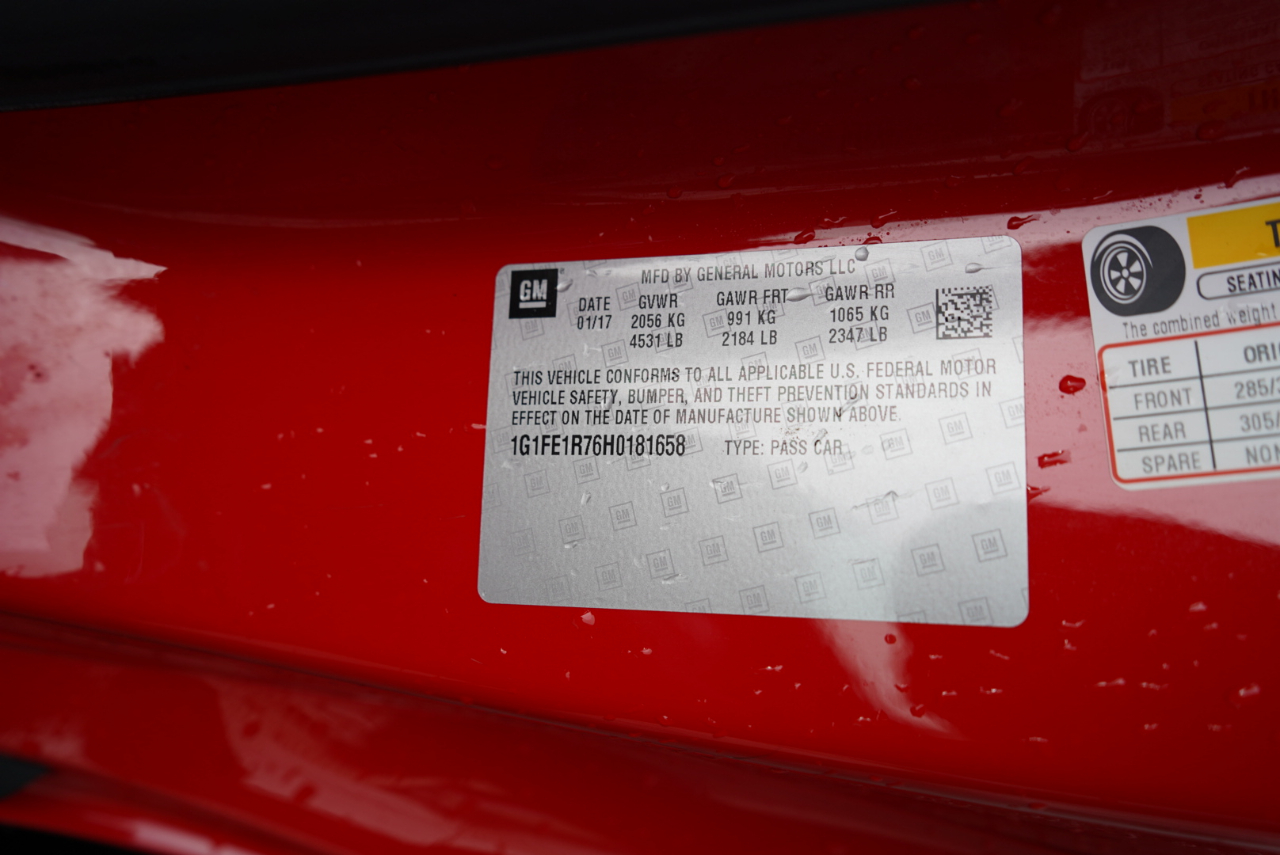 GM
MFD BY GENERAL MOTORS LLC
DATE GVWR GAWR FRT GAWR RR
01/17 2056 KG 991 KG 1065 KG
4531 LB 2184 LB 2347 LB
THIS VEHICLE CONFORMS TO ALL APPLICABLE U.S. FEDERAL MOTOR
VEHICLE SAFETY, BUMPER, AND THEFT PREVENTION STANDARDS IN
EFFECT ON THE DATE OF MANUFACTURE SHOWN ABOVE.
1G1FE1R76H0181658 TYPE: PASS CAR
The combined weight
TIRE
FRONT 285/
REAR 305/
SPARE